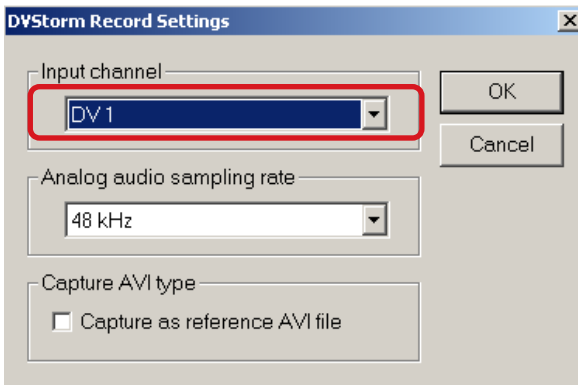 DVStorm Record Settings
Input channel
DV 1
OK
Cancel
Analog audio sampling rate
48 kHz
Capture AVI type
Capture as reference AVI file